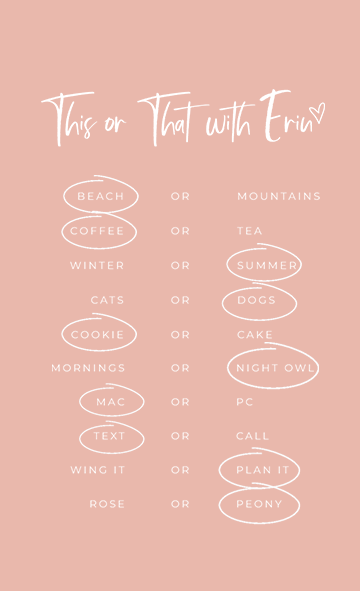 This or That with Erin
BEACH OR MOUNTAINS
COFFEE OR TEA
WINTER OR SUMMER
CATS OR DOGS
COOKIE OR CAKE
MORNINGS OR NIGHT OWL
MAC OR PC
TEXT OR CALL
WING IT OR PLAN IT
ROSE OR PEONY